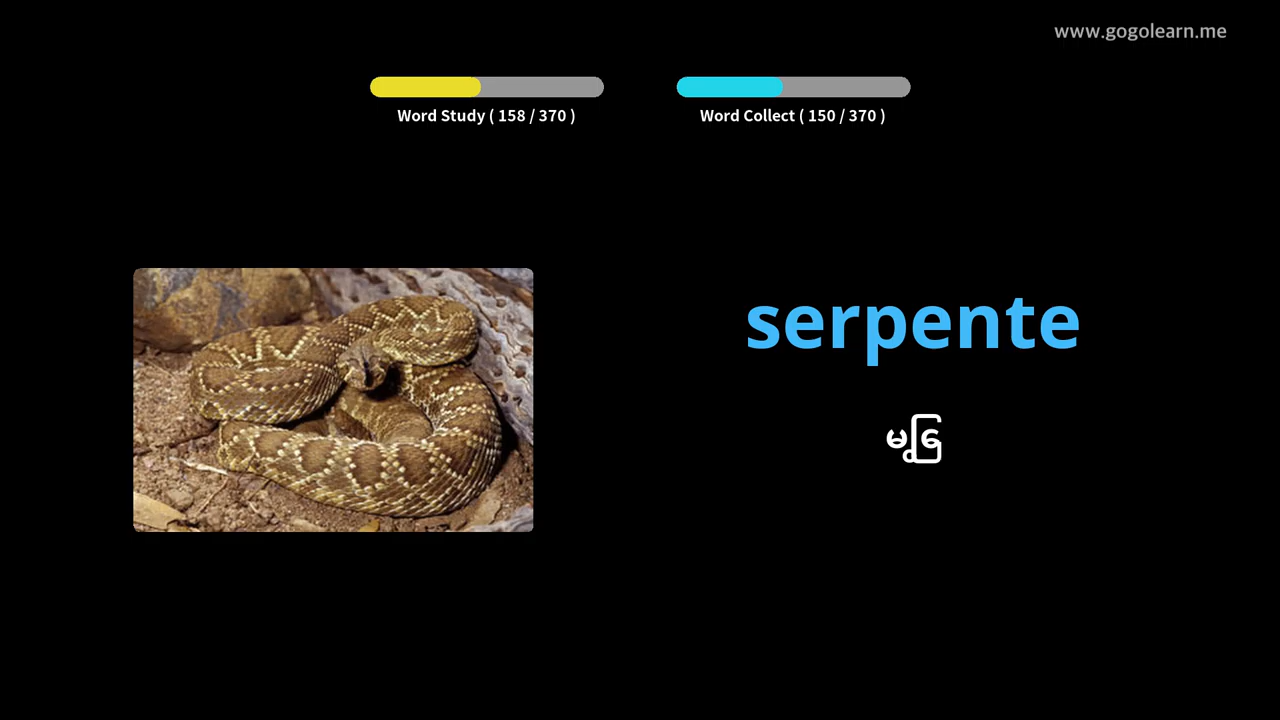 www.gogolearn.me
Word Study ( 158 / 370 )
Word Collect ( 150 / 370 )
serpente
မွြေ